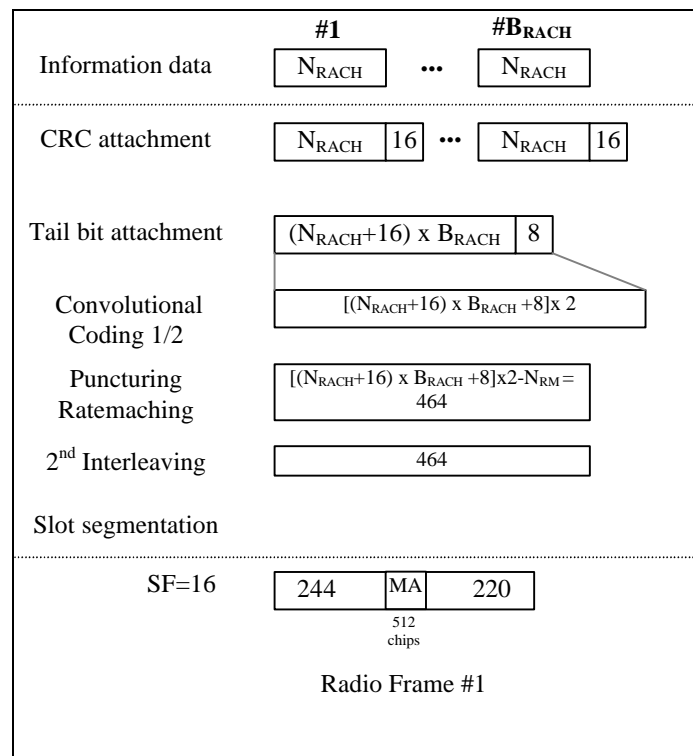 #1 #B_RACH
Information data N_RACH ... N_RACH
CRC attachment N_RACH 16 ... N_RACH 16
Tail bit attachment (N_RACH+16) x B_RACH 8
Convolutional
Coding 1/2
[(N_RACH+16) x B_RACH +8]x 2
Puncturing
Ratemaching
[(N_RACH+16) x B_RACH +8]x2-N_RM =
464
2nd Interleaving 464
Slot segmentation
SF=16 244 MA 220
512
chips
Radio Frame #1